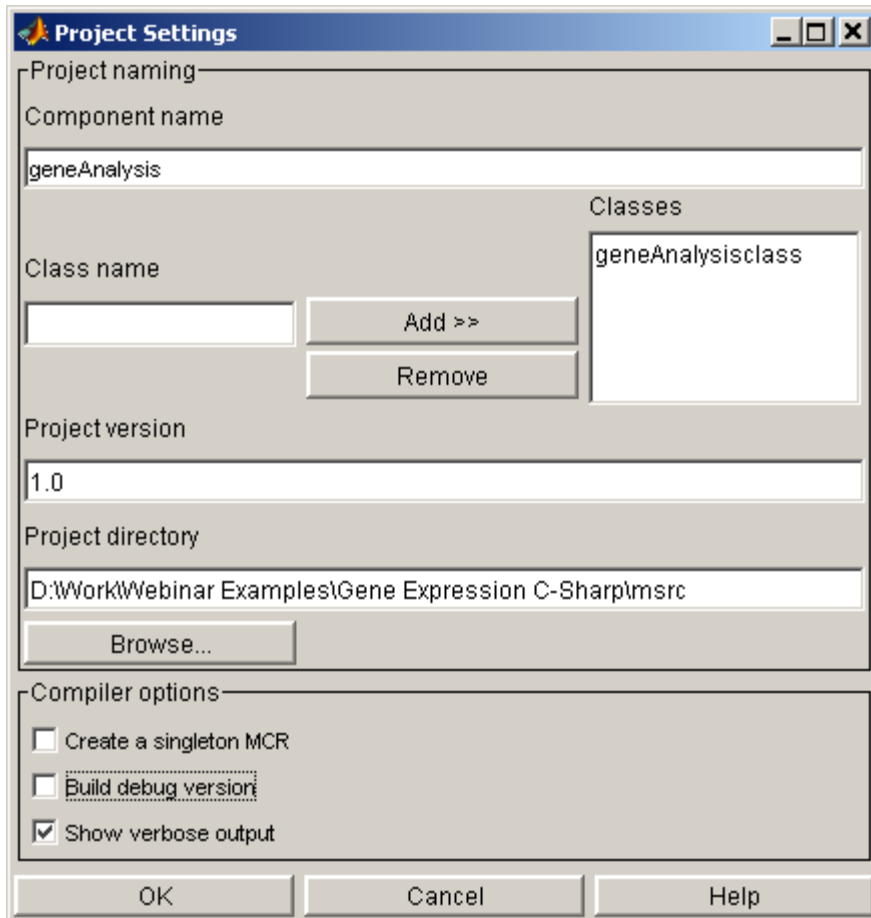 Project Settings
Project naming
Component name
geneAnalysis
Classes
geneAnalysisclass
Class name
Add >>
Remove
Project version
1.0
Project directory
D:\Work\Webinar Examples\Gene Expression C-Sharp\msrc
Browse...
Compiler options
Create a singleton MCR
Build debug version
Show verbose output
OK Cancel Help